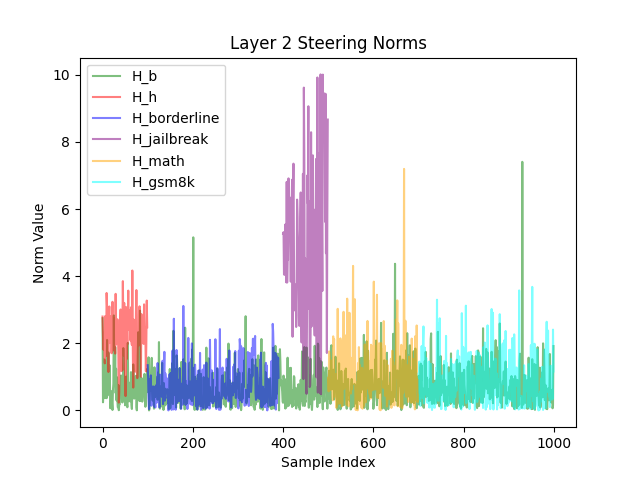 Layer 2 Steering Norms
H_b
H_h
H_borderline
H_jailbreak
H_math
H_gsm8k
Norm Value
10
8
6
4
2
0
0 200 400 600 800 1000
Sample Index